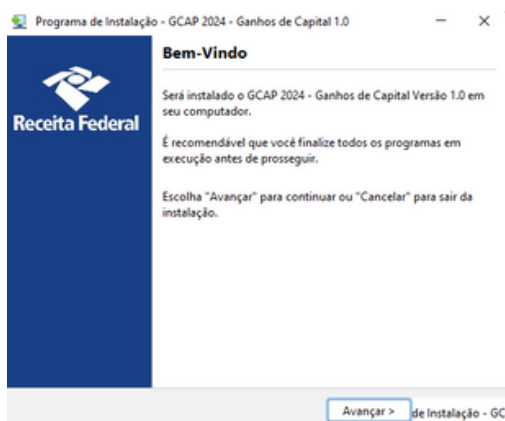 Programa de Instalação - GCAP 2024 - Ganhos de Capital 1.0
Bem-Vindo
Receita Federal
Será instalado o GCAP 2024 - Ganhos de Capital Versão 1.0 em
seu computador.
É recomendável que você finalize todos os programas em
execução antes de prosseguir.
Escolha "Avançar" para continuar ou "Cancelar" para sair da
instalação.
Avançar >
de Instalação - GC